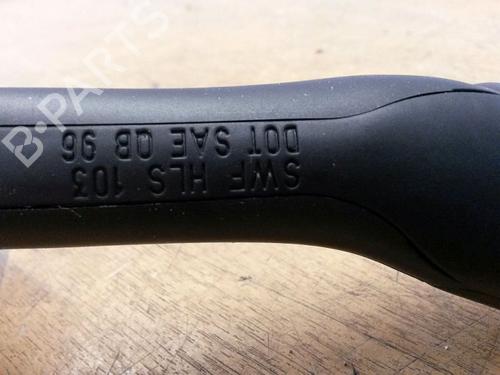 SWF HLS 103
DOT SAE QB 96
B-PARTS